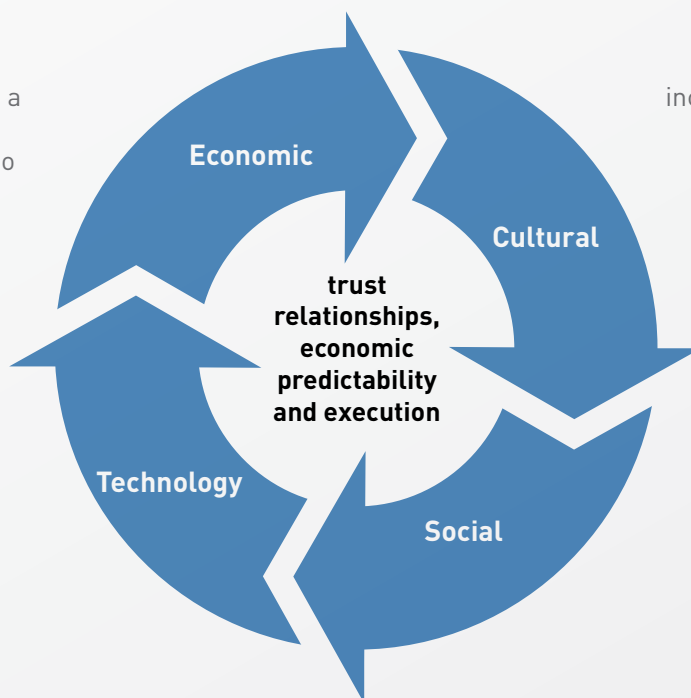 a
o
Economic
Cultural
trust
relationships,
economic
predictability
and execution
Technology
Social